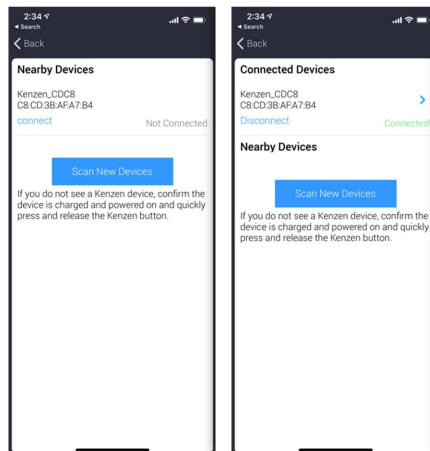 2:34
◄ Search
Back
Nearby Devices
Kenzen_CDC8
C8:CD:3B:AF:A7:B4
connect
Not Connected
Scan New Devices
If you do not see a Kenzen device, confirm the
device is charged and powered on and quickly
press and release the Kenzen button.
2:34
◄ Search
Back
Connected Devices
Kenzen_CDC8
C8:CD:3B:AF:A7:B4
Disconnect
Connected!
Nearby Devices
Scan New Devices
If you do not see a Kenzen device, confirm the
device is charged and powered on and quickly
press and release the Kenzen button.